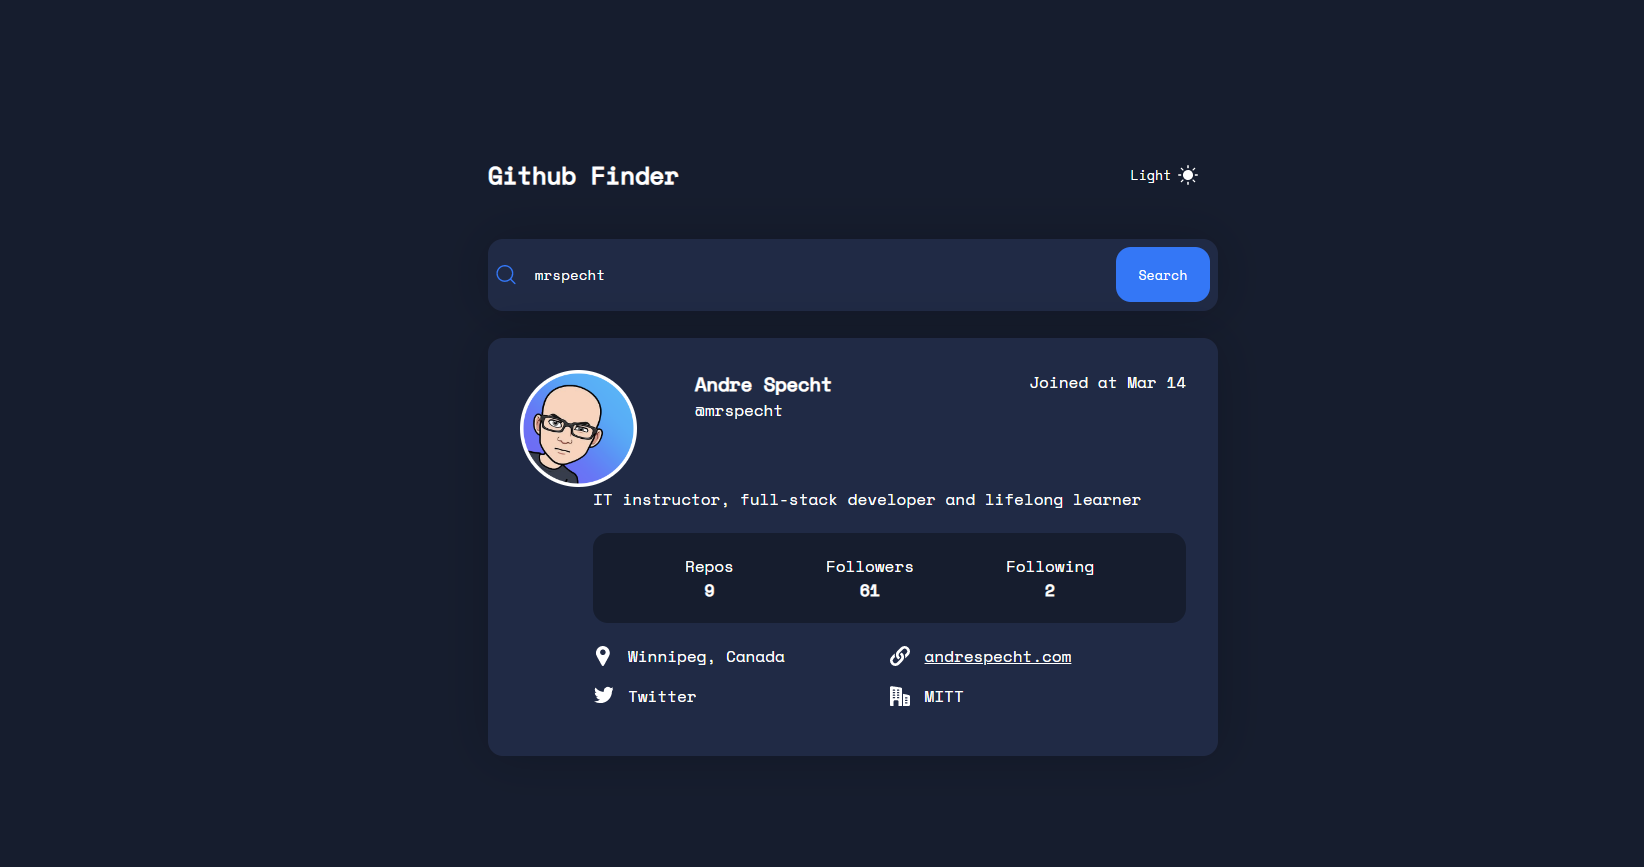 Github Finder
Light
mrspecht
Search
Andre Specht
Joined at Mar 14
@mrspecht
IT instructor, full-stack developer and lifelong learner
Repos Followers Following
9 61 2
Winnipeg, Canada
andrespecht.com
Twitter
MITT